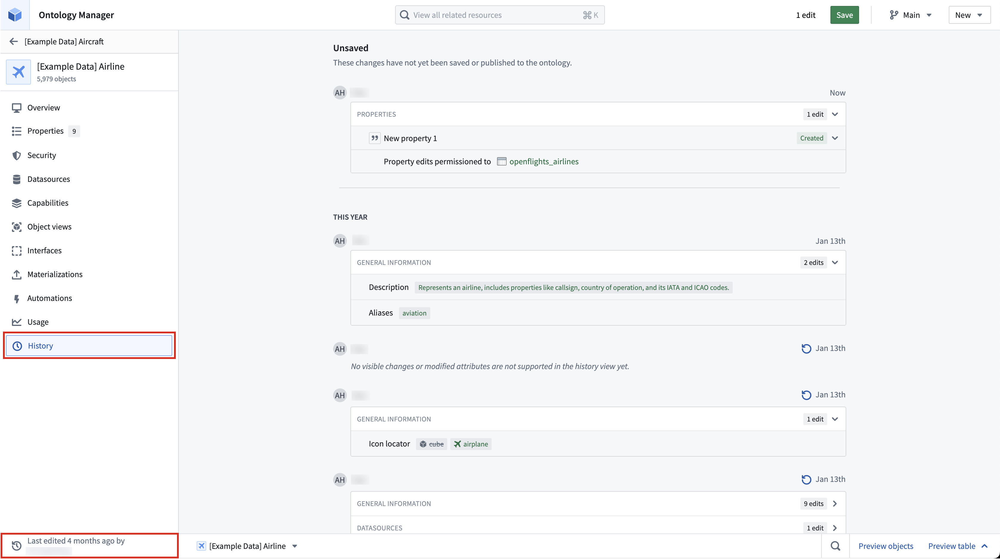 Ontology Manager
View all related resources ⌘ K
1 edit
Save
Main
New
[Example Data] Aircraft
[Example Data] Airline
5,979 objects
Overview
Properties 9
Security
Datasources
Capabilities
Object views
Interfaces
Materializations
Automations
Usage
History
Last edited 4 months ago by
Unsaved
These changes have not yet been saved or published to the ontology.
AH Now
PROPERTIES 1 edit
New property 1 Created
Property edits permissioned to openflights_airlines
THIS YEAR
AH Jan 13th
GENERAL INFORMATION 2 edits
Description Represents an airline, includes properties like callsign, country of operation, and its IATA and ICAO codes.
Aliases aviation
AH Jan 13th
No visible changes or modified attributes are not supported in the history view yet.
AH Jan 13th
GENERAL INFORMATION 1 edit
Icon locator cube airplane
AH Jan 13th
GENERAL INFORMATION 9 edits
DATASOURCES 1 edit
[Example Data] Airline
Preview objects
Preview table